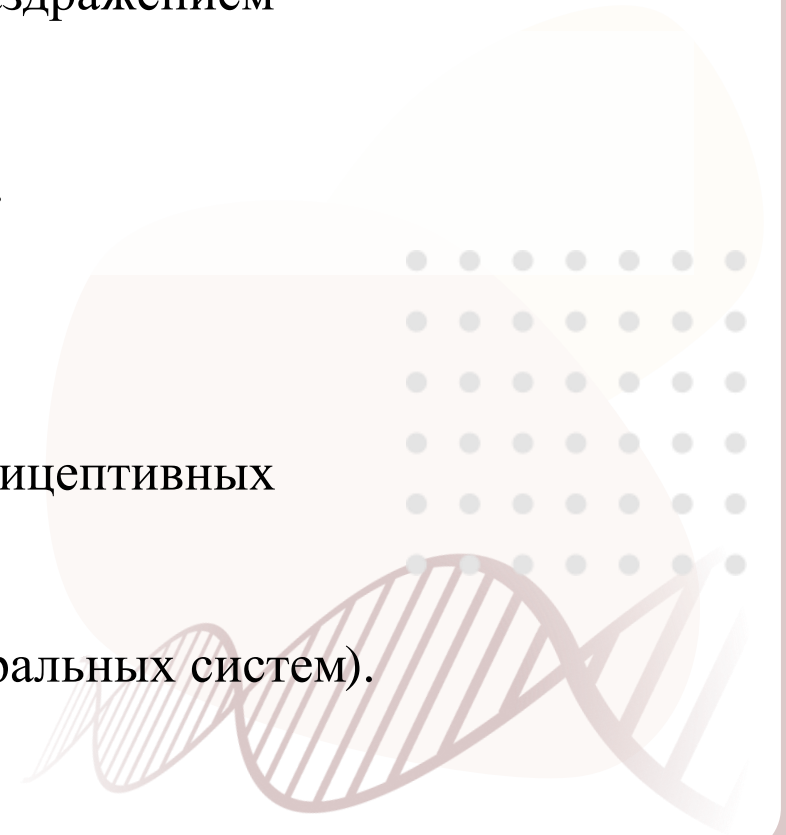 здражением
.
ицептивных
ральных систем).